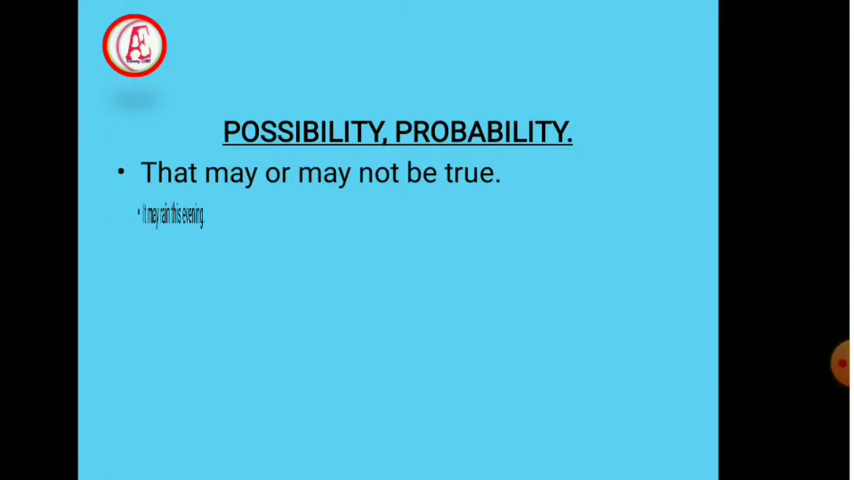 Æ
POSSIBILITY, PROBABILITY.
• That may or may not be true.
• It may rain this evening.